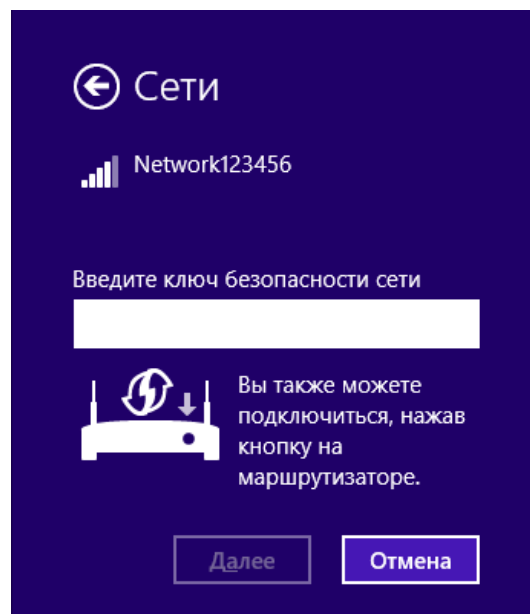 Сети
Network123456
Введите ключ безопасности сети
Вы также можете
подключиться, нажав
кнопку на
маршрутизаторе.
Далее
Отмена